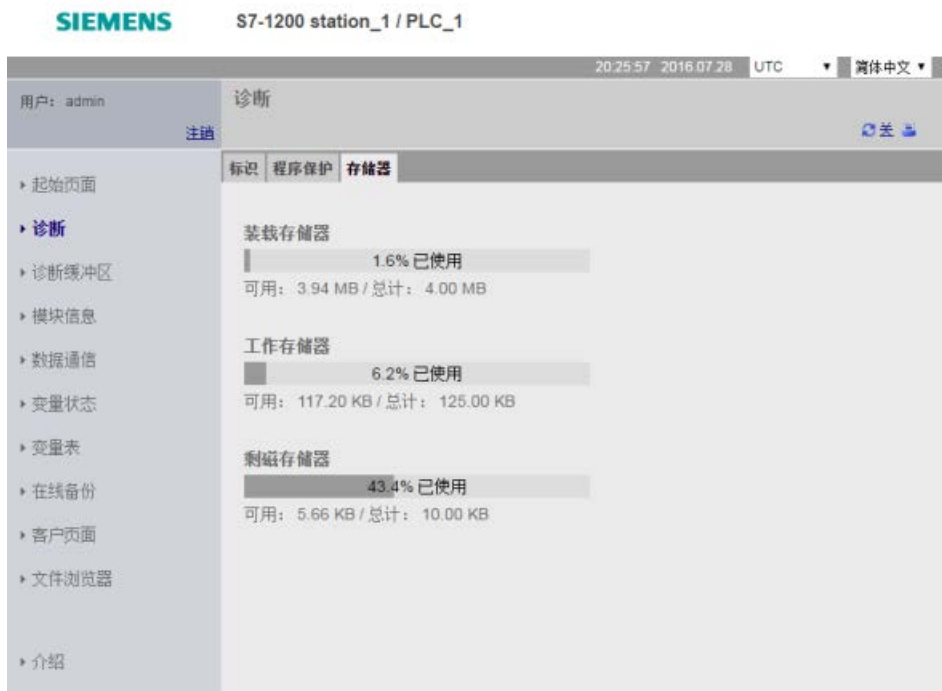 SIEMENS
S7-1200 station_1 / PLC_1
20:25:57 2016.07.28 UTC 简体中文
用户: admin
注销
诊断
关
标识 程序保护 存储器
起始页面
诊断
诊断缓冲区
模块信息
数据通信
变量状态
变量表
在线备份
客户页面
文件浏览器
介绍
装载存储器
1.6% 已使用
可用: 3.94 MB / 总计: 4.00 MB
工作存储器
6.2% 已使用
可用: 117.20 KB / 总计: 125.00 KB
剩磁存储器
43.4% 已使用
可用: 5.66 KB / 总计: 10.00 KB